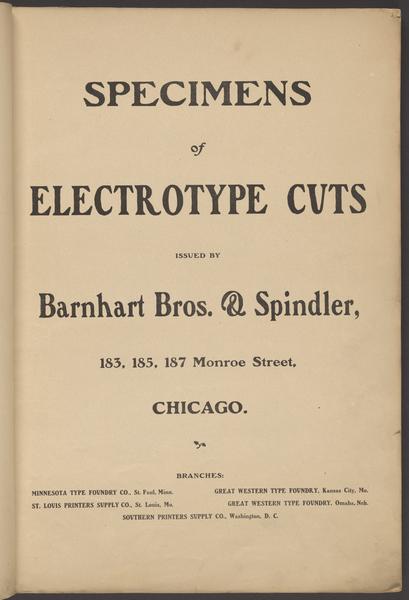 SPECIMENS
of
ELECTROTYPE CUTS
ISSUED BY
Barnhart Bros. & Spindler,
183, 185, 187 Monroe Street,
CHICAGO.
BRANCHES:
MINNESOTA TYPE FOUNDRY CO., St. Paul, Minn. GREAT WESTERN TYPE FOUNDRY, Kansas City, Mo.
ST. LOUIS PRINTERS SUPPLY CO., St. Louis, Mo. GREAT WESTERN TYPE FOUNDRY, Omaha, Neb.
SOUTHERN PRINTERS SUPPLY CO., Washington, D. C.